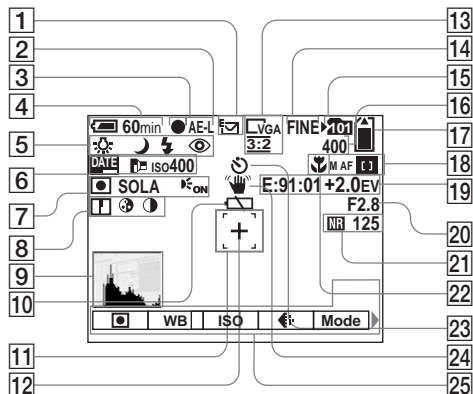 1
2
3
4
5
6
7
8
9
10
11
12
13
14
15
16
17
18
19
20
21
22
23
24
25
60min
AE-L
VGA
FINE
101
3:2
400
DATE
ISO400
M AF
SOLA
ON
E:91:01
+2.0EV
F2.8
NR 125
WB
ISO
Mode